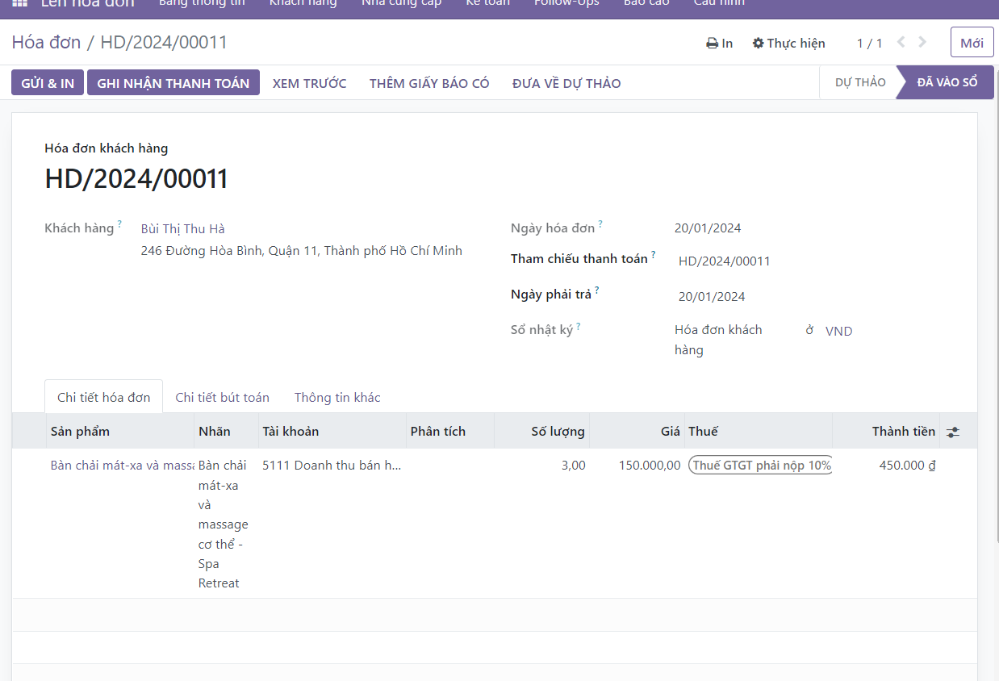 Lên hóa đơn Bảng thông tin Khách hàng Nhà cung cấp Kế toán Follow-Ups Báo cáo Cấu hình
Hóa đơn / HD/2024/00011 In Thực hiện 1 / 1 Mới
GỬI & IN GHI NHẬN THANH TOÁN XEM TRƯỚC THÊM GIẤY BÁO CÓ ĐƯA VỀ DỰ THẢO DỰ THẢO ĐÃ VÀO SỔ
Hóa đơn khách hàng
HD/2024/00011
Khách hàng ? Bùi Thị Thu Hà
246 Đường Hòa Bình, Quận 11, Thành phố Hồ Chí Minh
Ngày hóa đơn ? 20/01/2024
Tham chiếu thanh toán ? HD/2024/00011
Ngày phải trả ? 20/01/2024
Sổ nhật ký ? Hóa đơn khách ở VND
hàng
Chi tiết hóa đơn Chi tiết bút toán Thông tin khác
Sản phẩm Nhãn Tài khoản Phân tích Số lượng Giá Thuế Thành tiền
Bàn chải mát-xa và massa Bàn chải 5111 Doanh thu bán h... 3,00 150.000,00 Thuế GTGT phải nộp 10% 450.000 ₫
mát-xa
và
massage
cơ thể -
Spa
Retreat